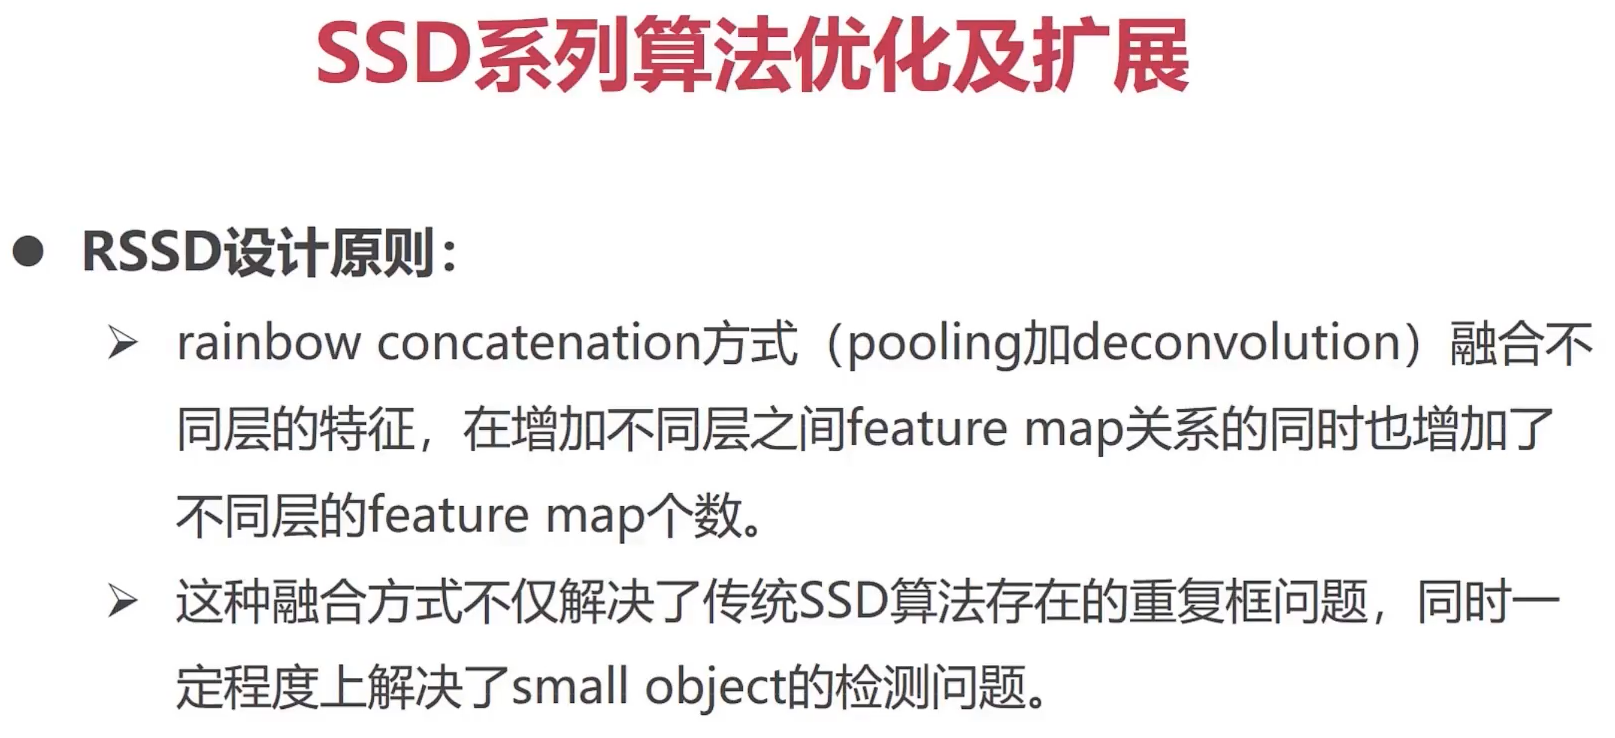 SSD系列算法优化及扩展
● RSSD设计原则：
➢ rainbow concatenation方式（pooling加deconvolution）融合不
同层的特征，在增加不同层之间feature map关系的同时也增加了
不同层的feature map个数。
➢ 这种融合方式不仅解决了传统SSD算法存在的重复框问题，同时一
定程度上解决了small object的检测问题。